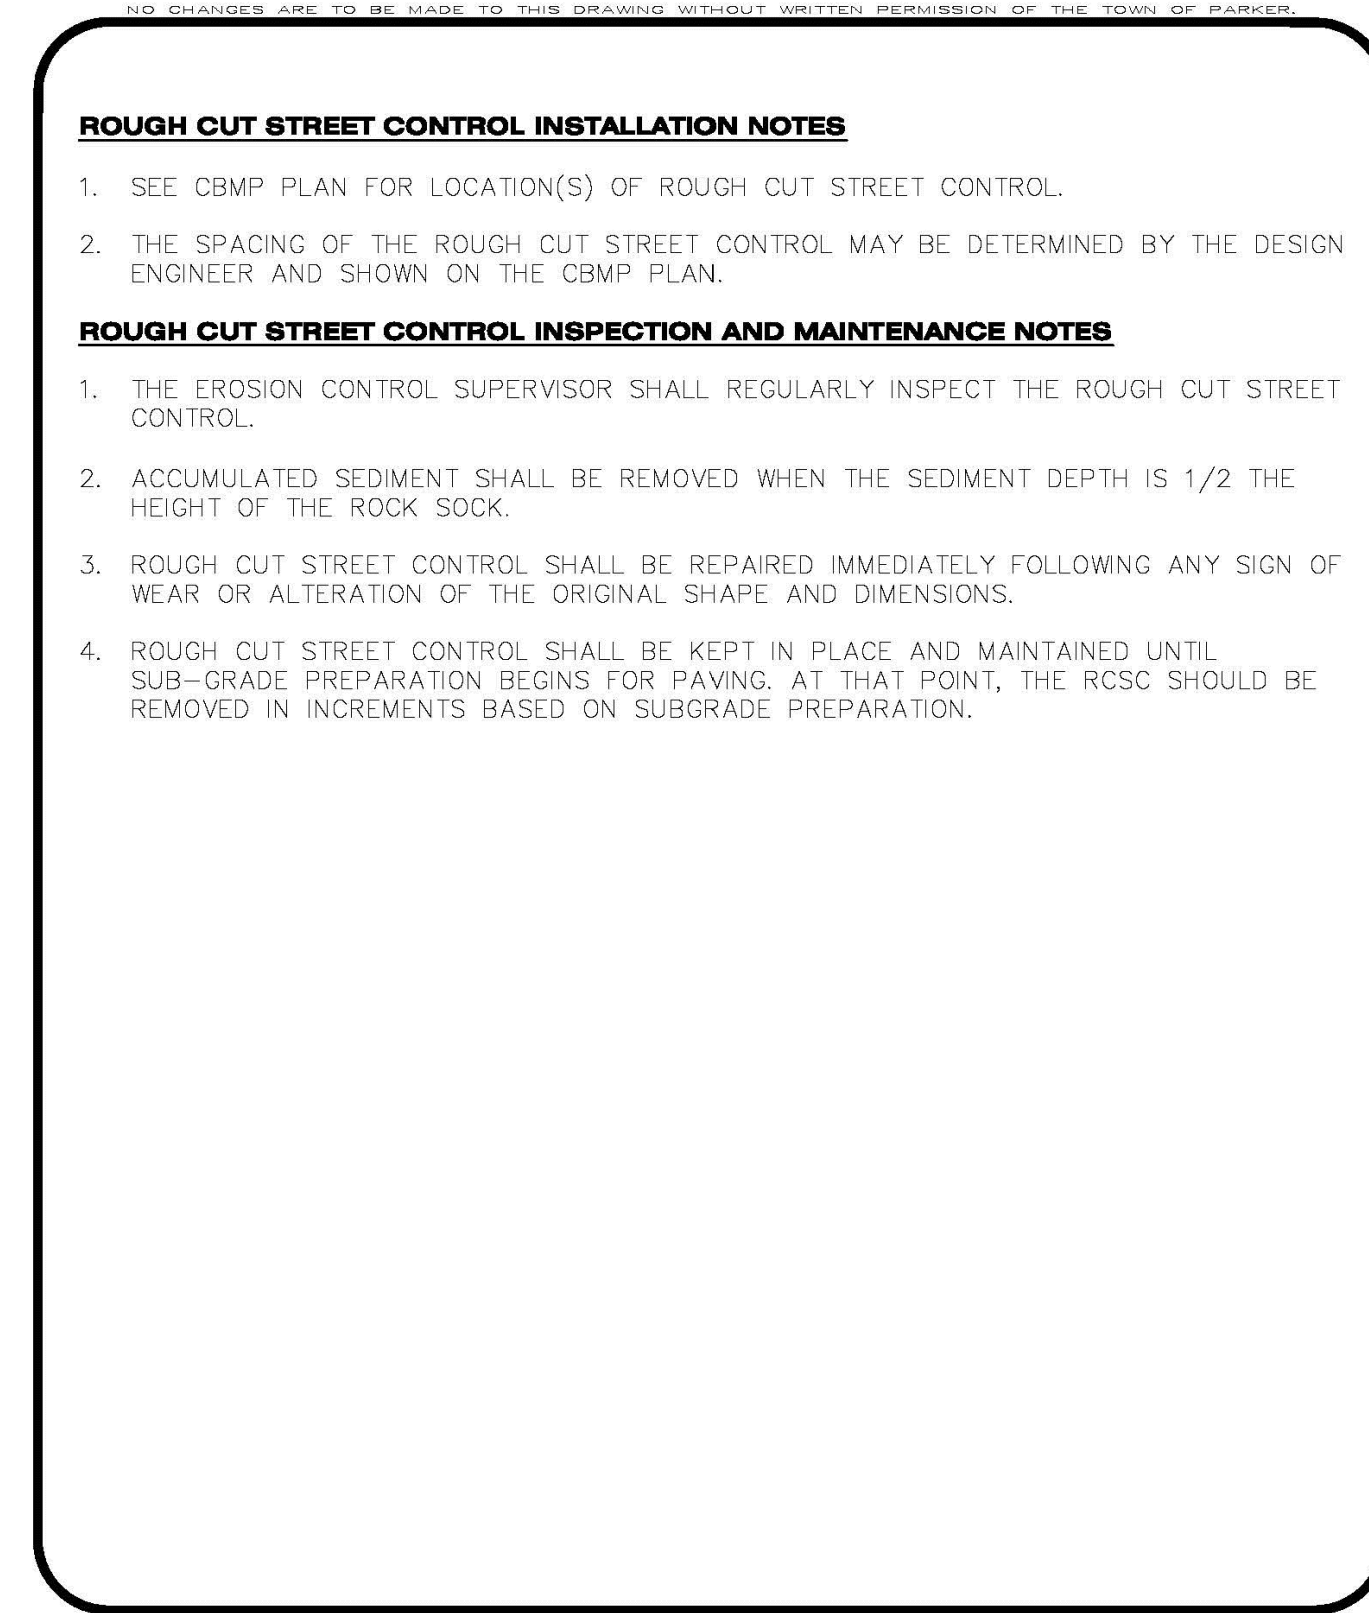 NO CHANGES ARE TO BE MADE TO THIS DRAWING WITHOUT WRITTEN PERMISSION OF THE TOWN OF PARKER.
ROUGH CUT STREET CONTROL INSTALLATION NOTES
1. SEE CBMP PLAN FOR LOCATION(S) OF ROUGH CUT STREET CONTROL.
2. THE SPACING OF THE ROUGH CUT STREET CONTROL MAY BE DETERMINED BY THE DESIGN
ENGINEER AND SHOWN ON THE CBMP PLAN.
ROUGH CUT STREET CONTROL INSPECTION AND MAINTENANCE NOTES
1. THE EROSION CONTROL SUPERVISOR SHALL REGULARLY INSPECT THE ROUGH CUT STREET
CONTROL.
2. ACCUMULATED SEDIMENT SHALL BE REMOVED WHEN THE SEDIMENT DEPTH IS 1/2 THE
HEIGHT OF THE ROCK SOCK.
3. ROUGH CUT STREET CONTROL SHALL BE REPAIRED IMMEDIATELY FOLLOWING ANY SIGN OF
WEAR OR ALTERATION OF THE ORIGINAL SHAPE AND DIMENSIONS.
4. ROUGH CUT STREET CONTROL SHALL BE KEPT IN PLACE AND MAINTAINED UNTIL
SUB-GRADE PREPARATION BEGINS FOR PAVING. AT THAT POINT, THE RCSC SHOULD BE
REMOVED IN INCREMENTS BASED ON SUBGRADE PREPARATION.